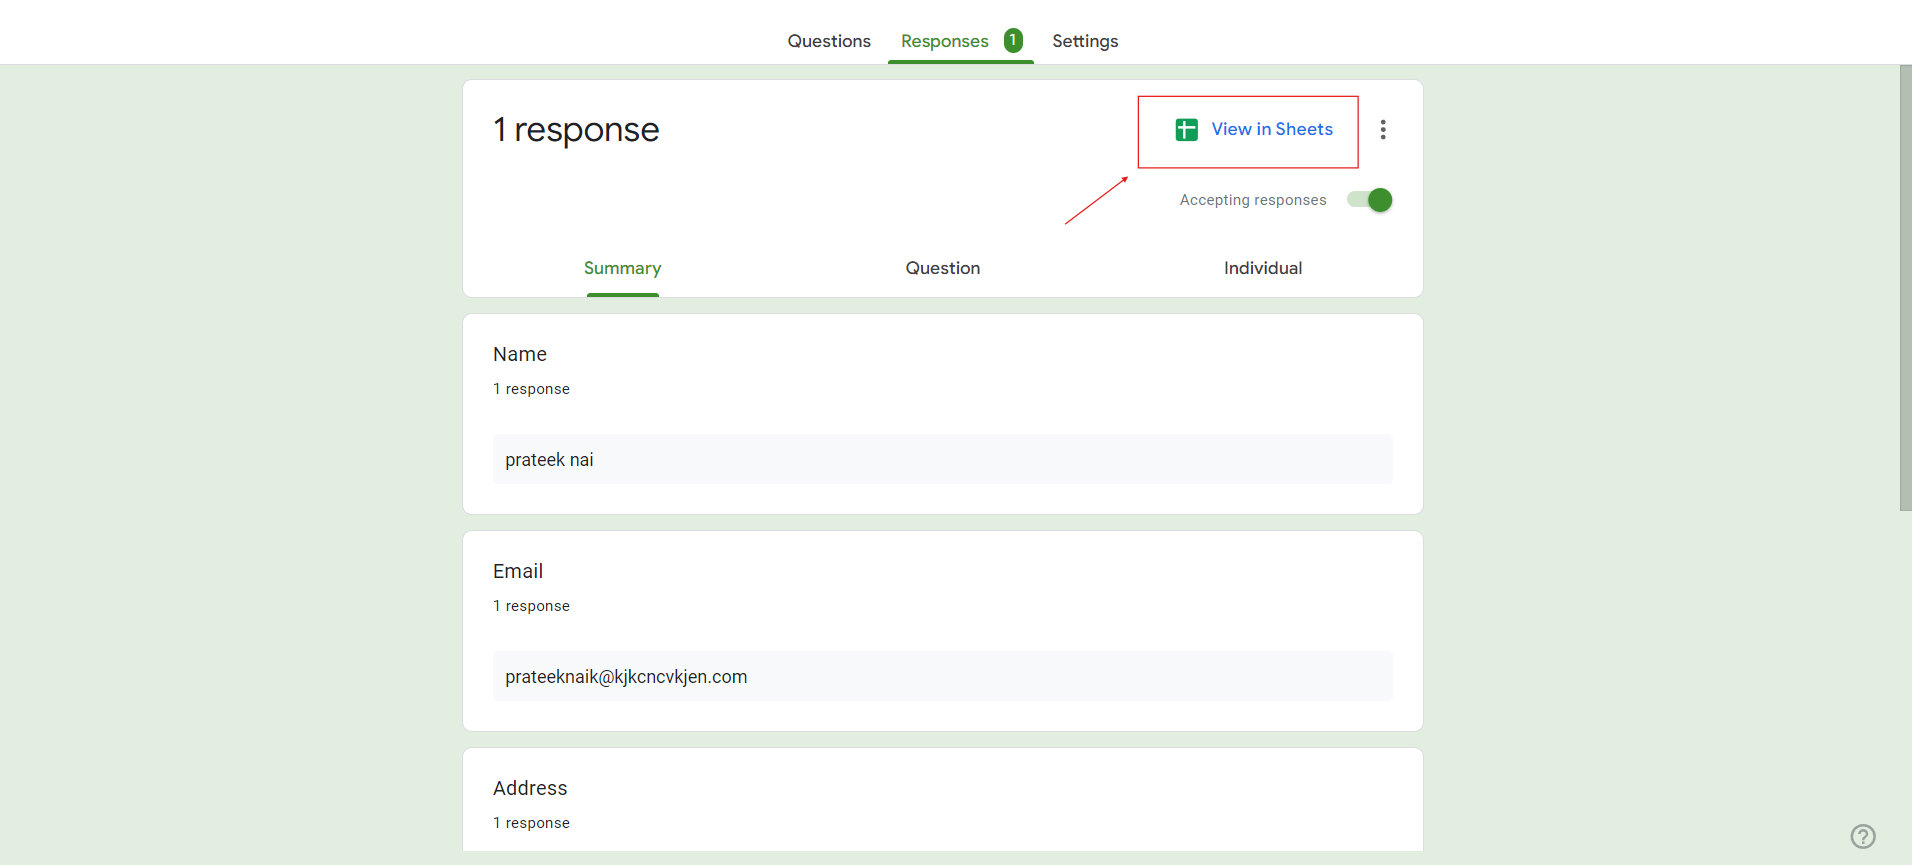 Questions Responses 1 Settings
1 response
View in Sheets
Accepting responses
Summary Question Individual
Name
1 response
prateek nai
Email
1 response
prateeknaik@kjkcncvkjen.com
Address
1 response
?